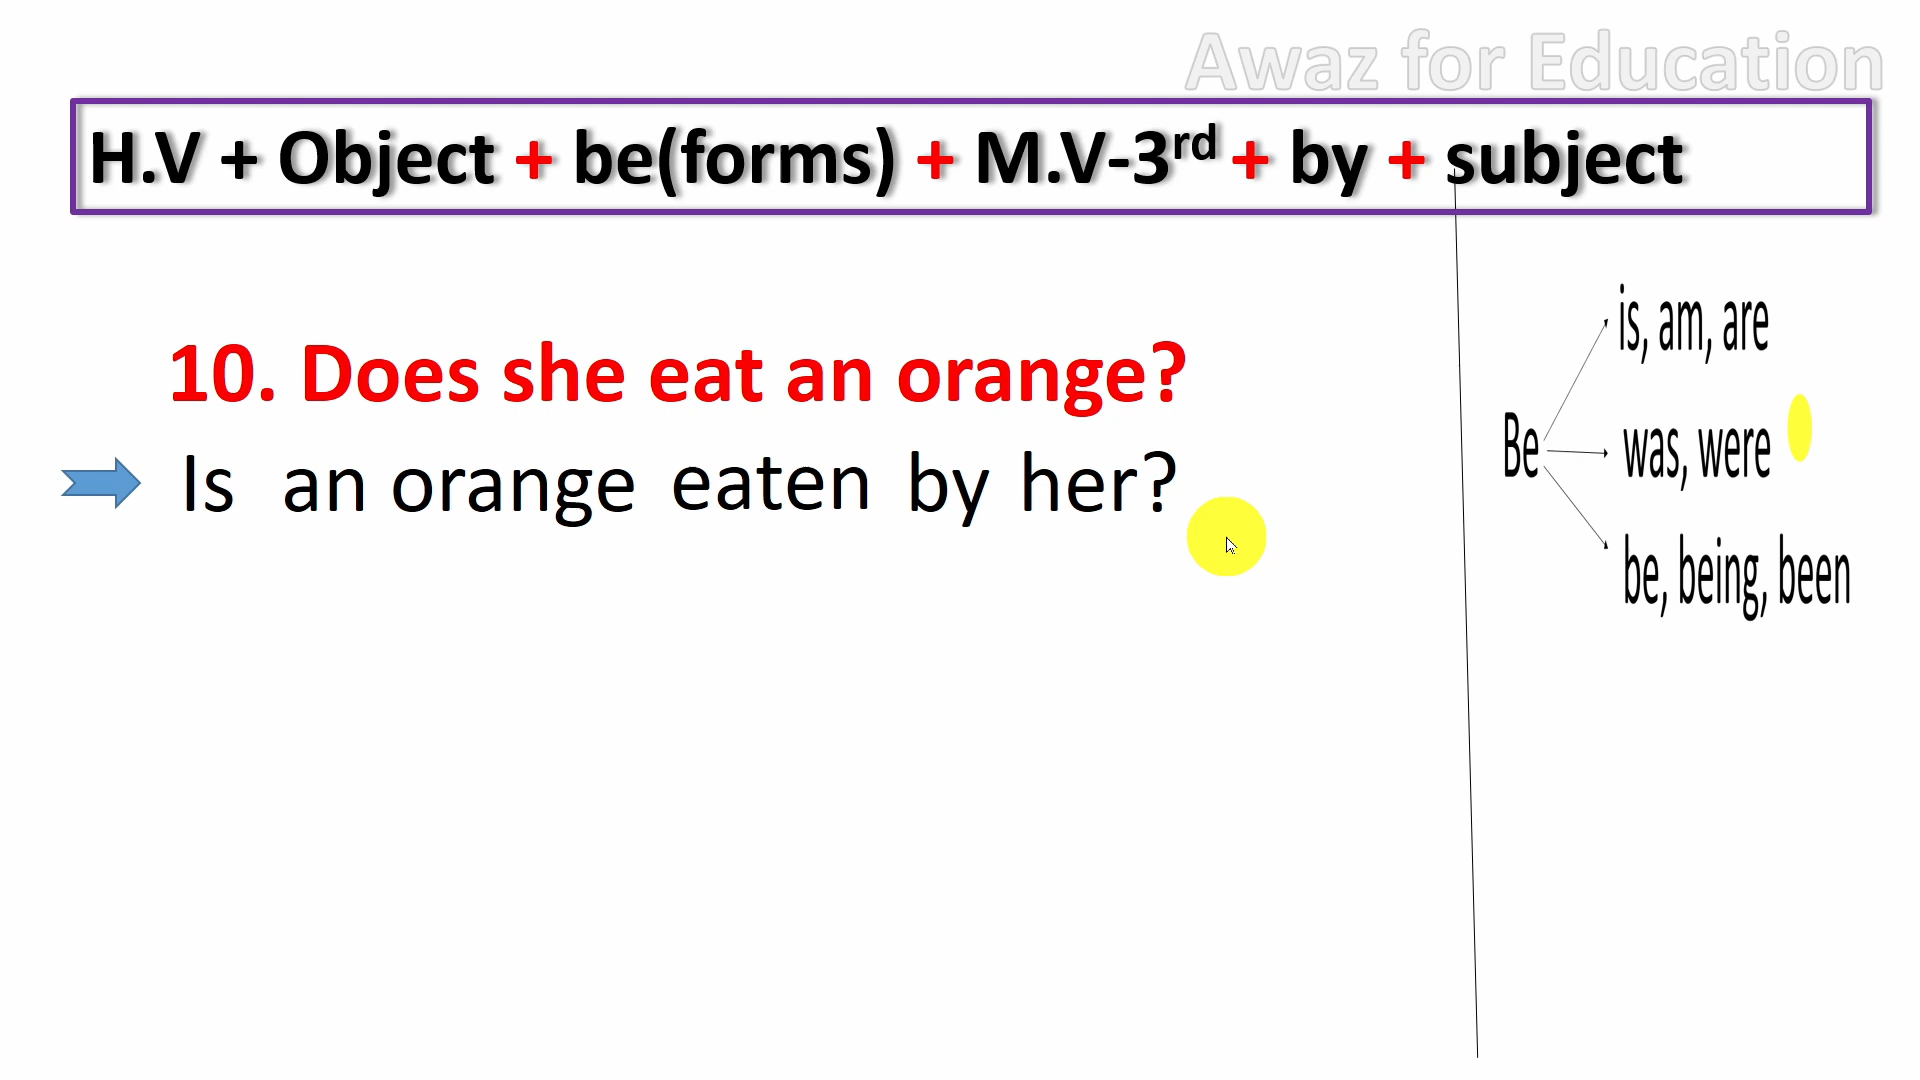 Awaz for Education
H.V + Object + be(forms) + M.V-3rd + by + subject
10. Does she eat an orange?
Is an orange eaten by her?
is, am, are
Be
was, were
be, being, been